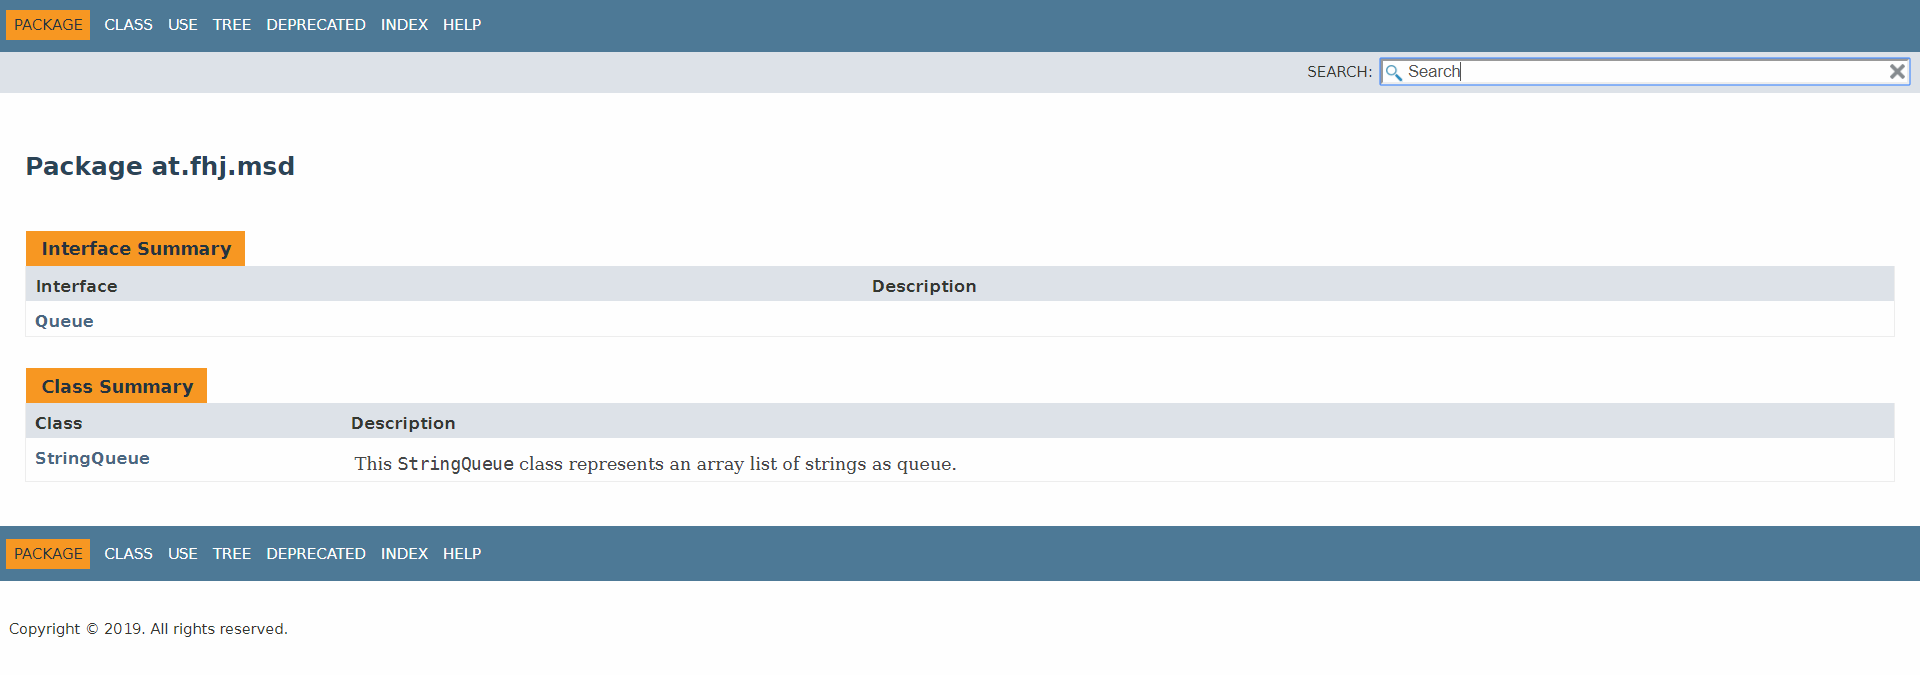 PACKAGE CLASS USE TREE DEPRECATED INDEX HELP
SEARCH: Search
Package at.fhj.msd
Interface Summary
Interface Description
Queue
Class Summary
Class Description
StringQueue This StringQueue class represents an array list of strings as queue.
PACKAGE CLASS USE TREE DEPRECATED INDEX HELP
Copyright © 2019. All rights reserved.